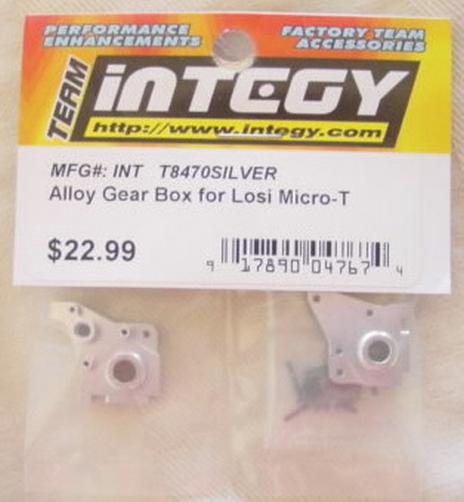 PERFORMANCE
ENHANCEMENTS
FACTORY TEAM
ACCESSORIES
TEAM
iNTEGY
http://www.integy.com
MFG#: INT T8470SILVER
Alloy Gear Box for Losi Micro-T
$22.99
9 17890 04767 4